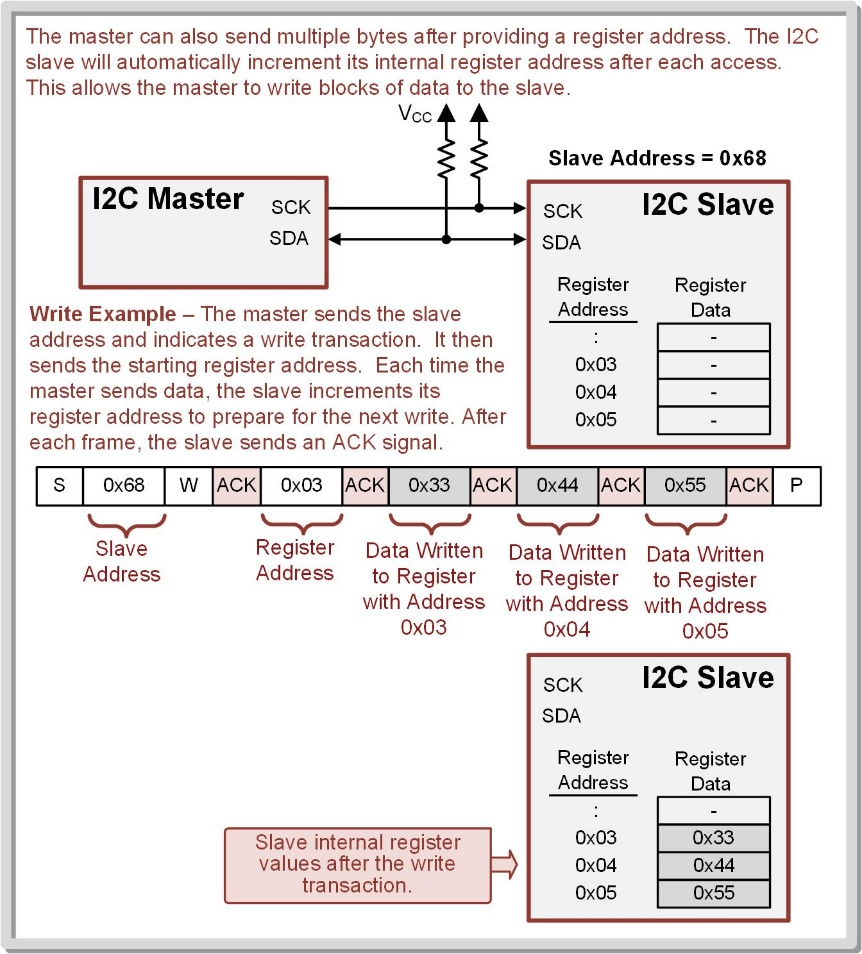 The master can also send multiple bytes after providing a register address. The I2C
slave will automatically increment its internal register address after each access.
This allows the master to write blocks of data to the slave.
VCC
Slave Address = 0x68
I2C Master
SCK
SDA
I2C Slave
SCK
SDA
Register Address
Register Data
:
-
0x03
-
0x04
-
0x05
-
Write Example – The master sends the slave
address and indicates a write transaction. It then
sends the starting register address. Each time the
master sends data, the slave increments its
register address to prepare for the next write. After
each frame, the slave sends an ACK signal.
S 0x68 W ACK 0x03 ACK 0x33 ACK 0x44 ACK 0x55 ACK P
Slave
Address
Register
Address
Data Written
to Register
with Address
0x03
Data Written
to Register
with Address
0x04
Data Written
to Register
with Address
0x05
I2C Slave
SCK
SDA
Register Address
Register Data
:
-
0x03 0x33
0x04 0x44
0x05 0x55
Slave internal register
values after the write
transaction.